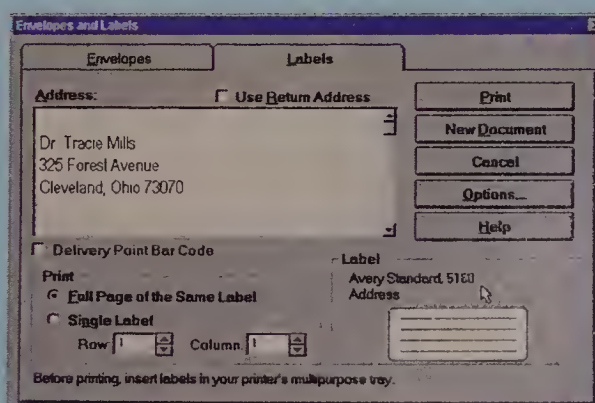 Envelopes and Labels
Envelopes Labels
Address: Use Return Address
Print
New Document
Cancel
Options...
Help
Dr Tracie Mills
325 Forest Avenue
Cleveland, Ohio 73070
Delivery Point Bar Code
Print
Full Page of the Same Label
Single Label
Row: 1 Column: 1
Label
Avery Standard, 5160
Address
Before printing, insert labels in your printer's multipurpose tray.